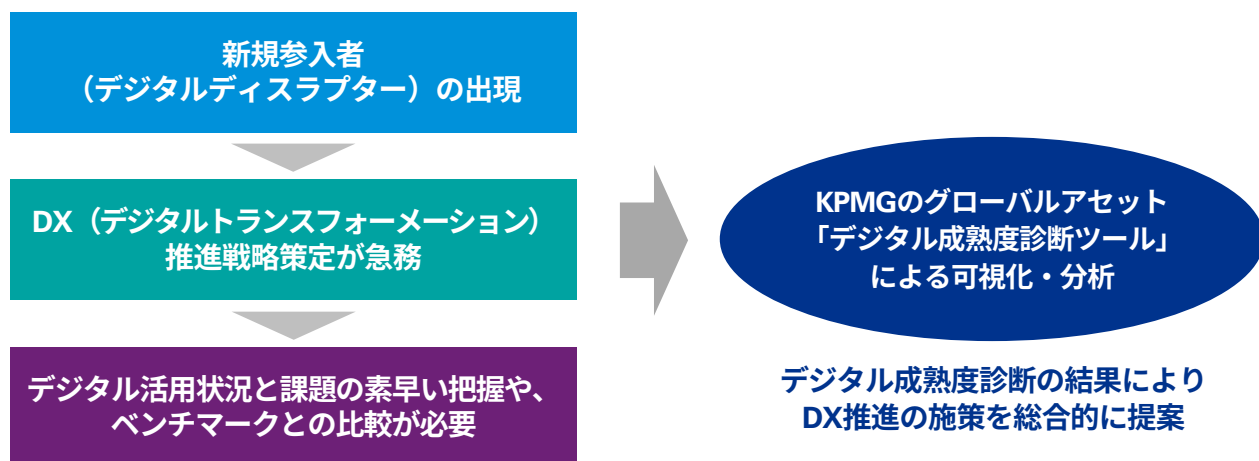 新規参入者
（デジタルディスラプター）の出現
DX（デジタルトランスフォーメーション）
推進戦略策定が急務
デジタル活用状況と課題の素早い把握や、
ベンチマークとの比較が必要
KPMGのグローバルアセット
「デジタル成熟度診断ツール」
による可視化・分析
デジタル成熟度診断の結果により
DX推進の施策を総合的に提案